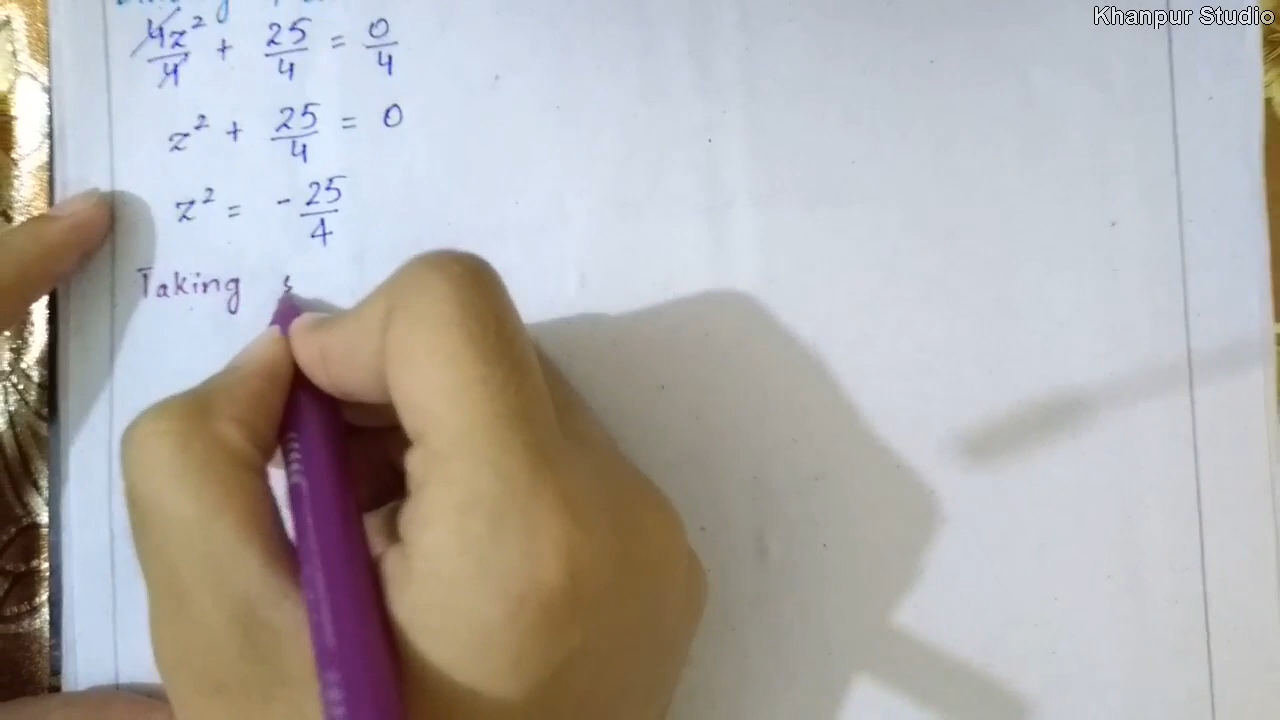 Khanpur Studio
4z²/4 + 25/4 = 0/4
z² + 25/4 = 0
z² = - 25/4
Taking s